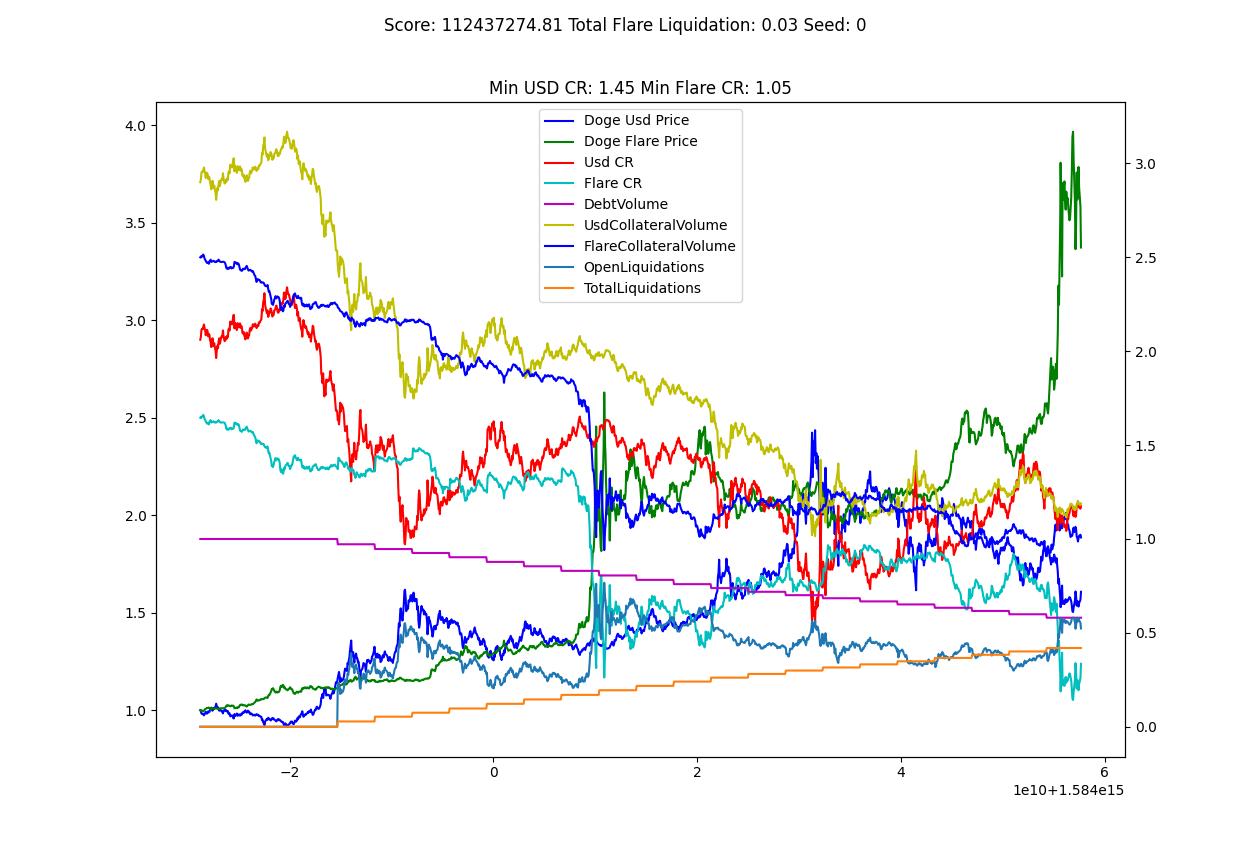 Score: 112437274.81 Total Flare Liquidation: 0.03 Seed: 0
Min USD CR: 1.45 Min Flare CR: 1.05
Doge Usd Price
Doge Flare Price
Usd CR
Flare CR
DebtVolume
UsdCollateralVolume
FlareCollateralVolume
OpenLiquidations
TotalLiquidations
4.0
3.5
3.0
2.5
2.0
1.5
1.0
3.0
2.5
2.0
1.5
1.0
0.5
0.0
−2 0 2 4 6
1e10+1.584e15